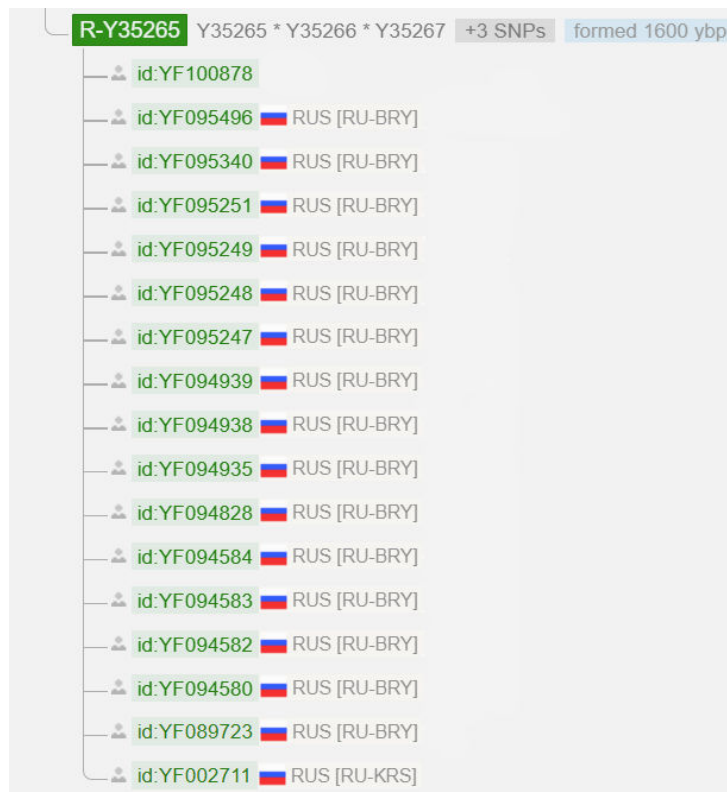 R-Y35265 Y35265 * Y35266 * Y35267 +3 SNPs formed 1600 ybp
id:YF100878
id:YF095496 RUS [RU-BRY]
id:YF095340 RUS [RU-BRY]
id:YF095251 RUS [RU-BRY]
id:YF095249 RUS [RU-BRY]
id:YF095248 RUS [RU-BRY]
id:YF095247 RUS [RU-BRY]
id:YF094939 RUS [RU-BRY]
id:YF094938 RUS [RU-BRY]
id:YF094935 RUS [RU-BRY]
id:YF094828 RUS [RU-BRY]
id:YF094584 RUS [RU-BRY]
id:YF094583 RUS [RU-BRY]
id:YF094582 RUS [RU-BRY]
id:YF094580 RUS [RU-BRY]
id:YF089723 RUS [RU-BRY]
id:YF002711 RUS [RU-KRS]